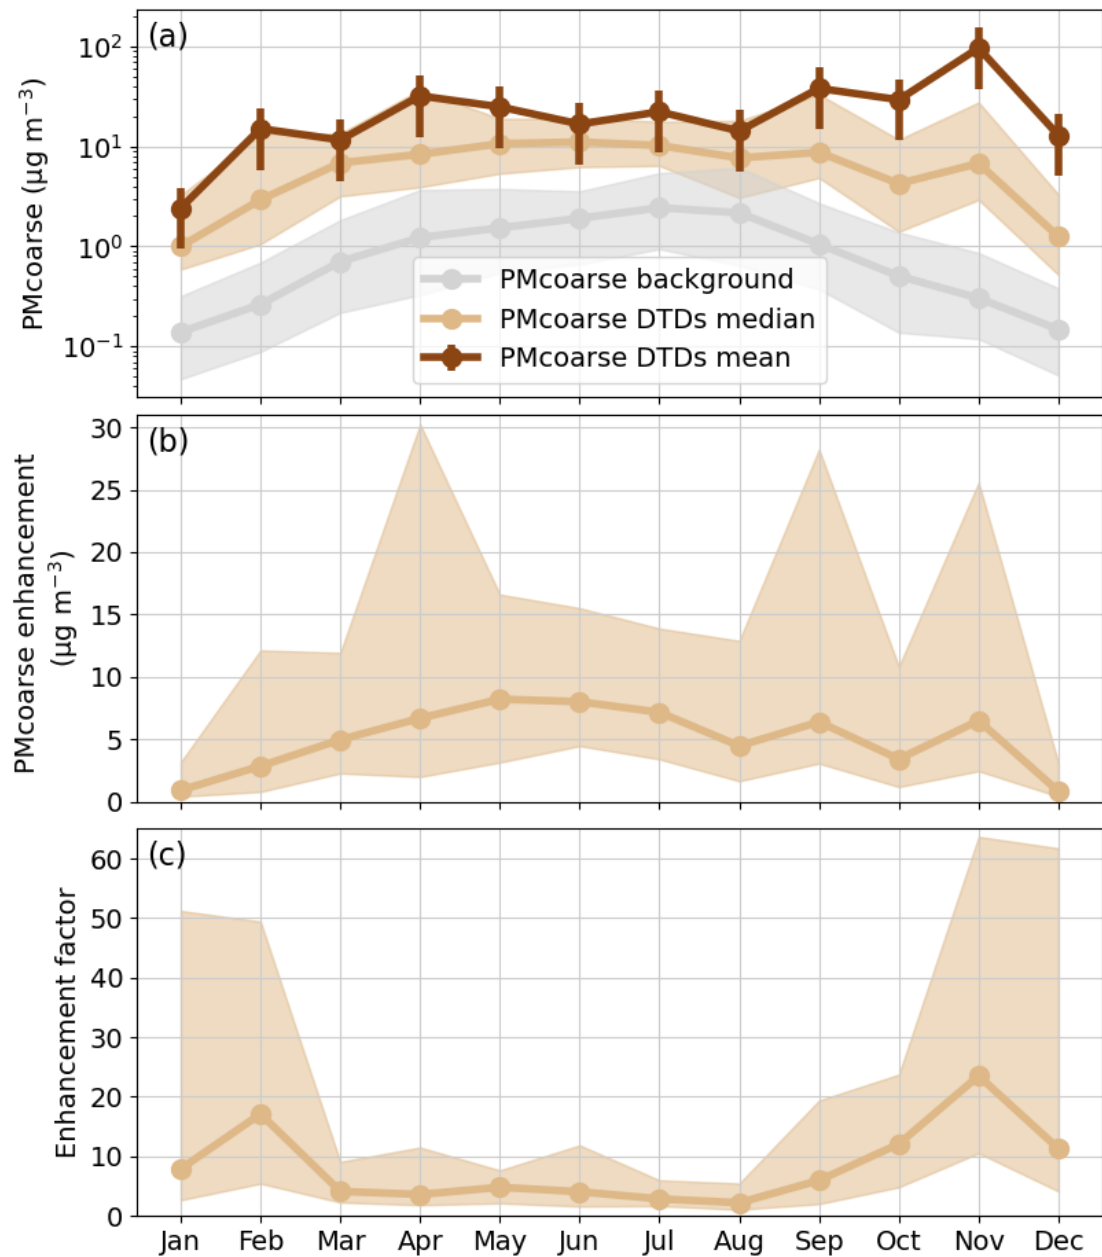 (a)
PMcoarse (µg m⁻³)
10²
10¹
10⁰
10⁻¹
PMcoarse background
PMcoarse DTDs median
PMcoarse DTDs mean
(b)
PMcoarse enhancement
(µg m⁻³)
30
25
20
15
10
5
0
(c)
Enhancement factor
60
50
40
30
20
10
0
Jan Feb Mar Apr May Jun Jul Aug Sep Oct Nov Dec